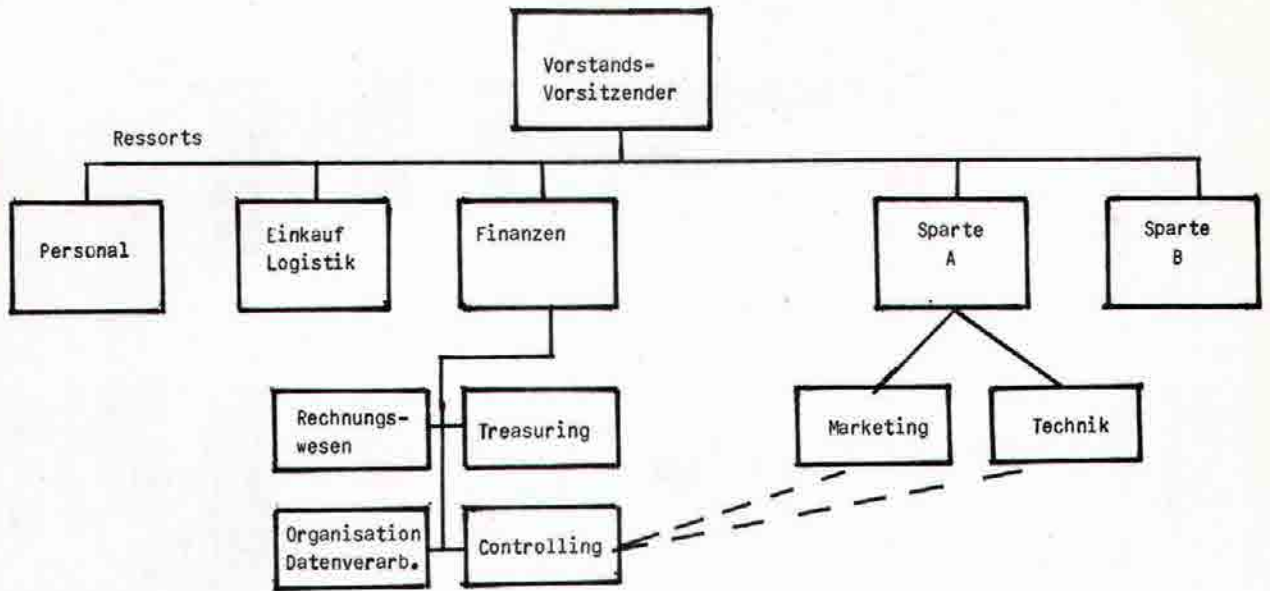 Vorstands-
Vorsitzender
Ressorts
Personal
Einkauf
Logistik
Finanzen
Sparte
A
Sparte
B
Rechnungs-
wesen
Treasuring
Marketing
Technik
Organisation
Datenverarb.
Controlling